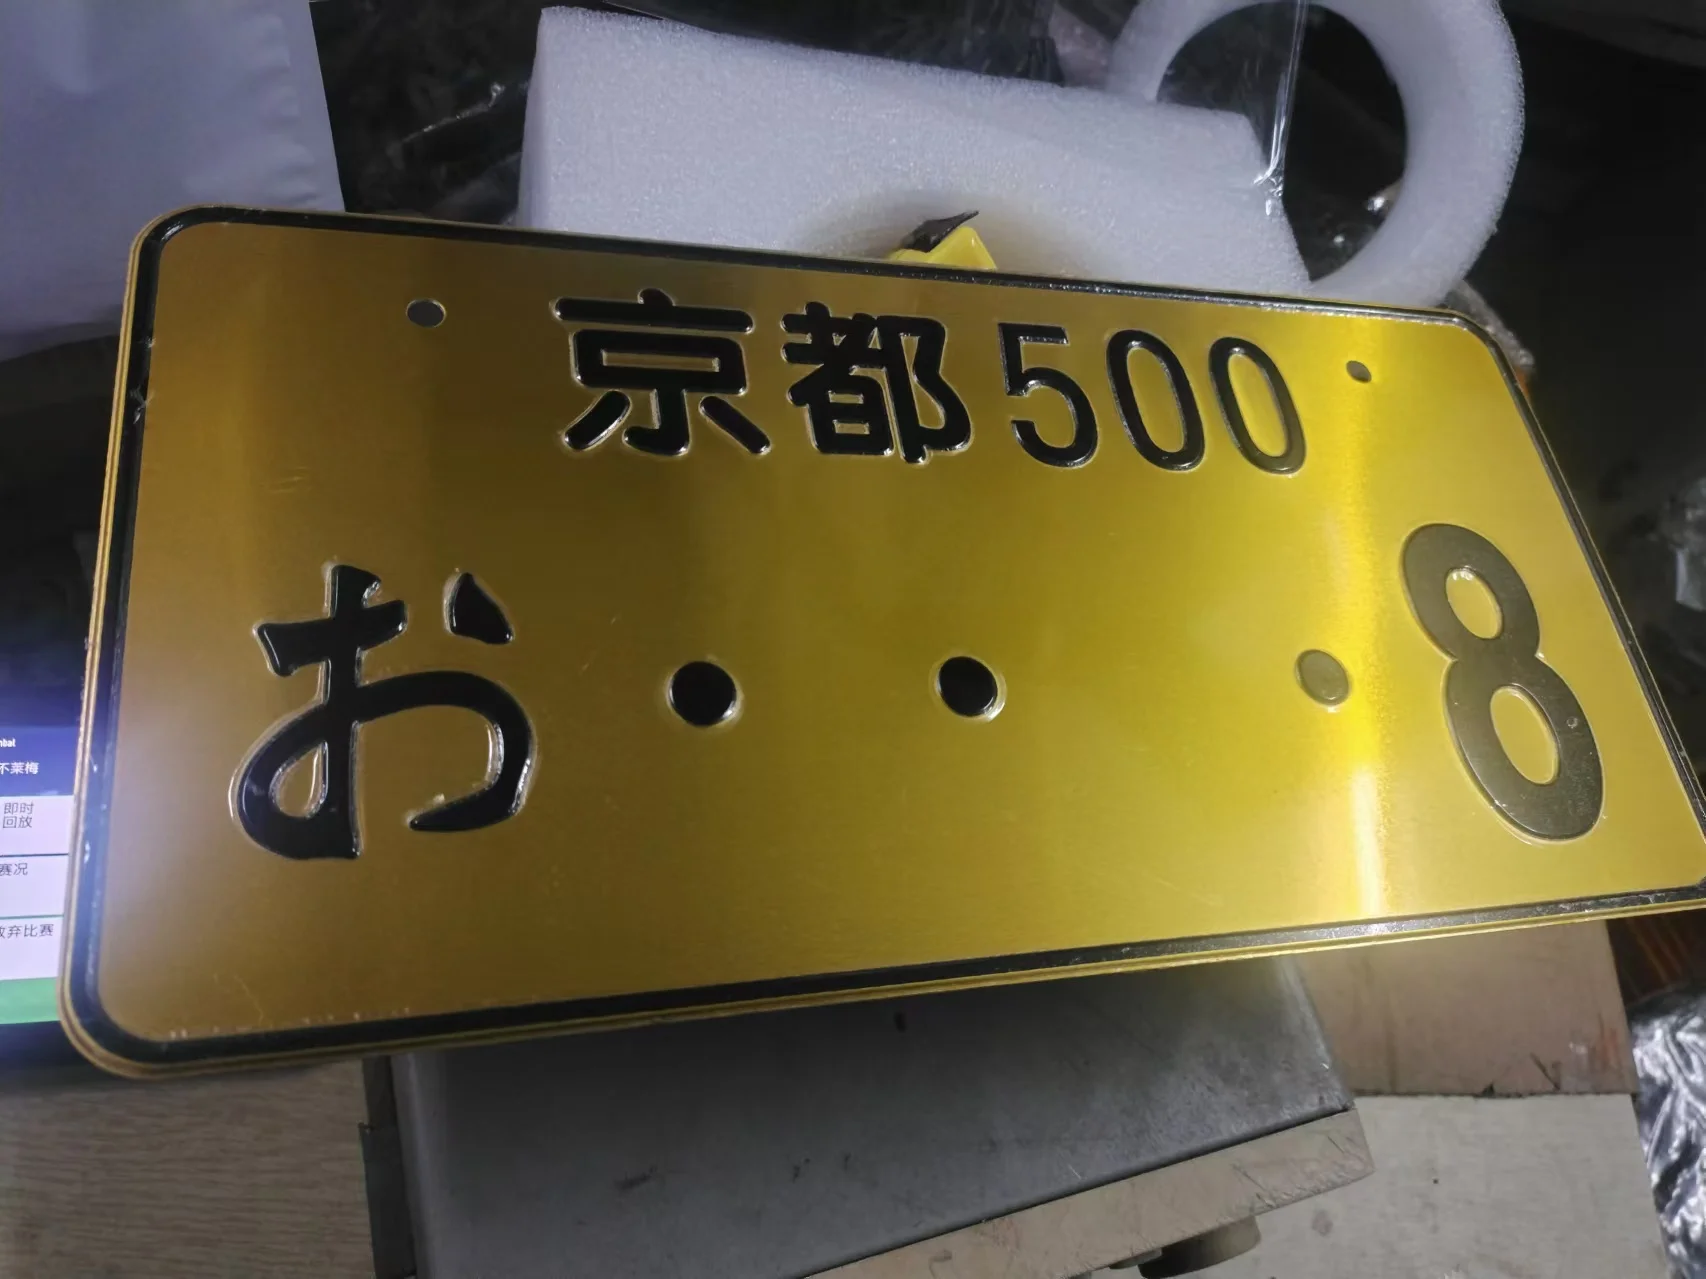 京都500
お・・・8
nbat
不莱梅
即时
回放
赛况
放弃比赛